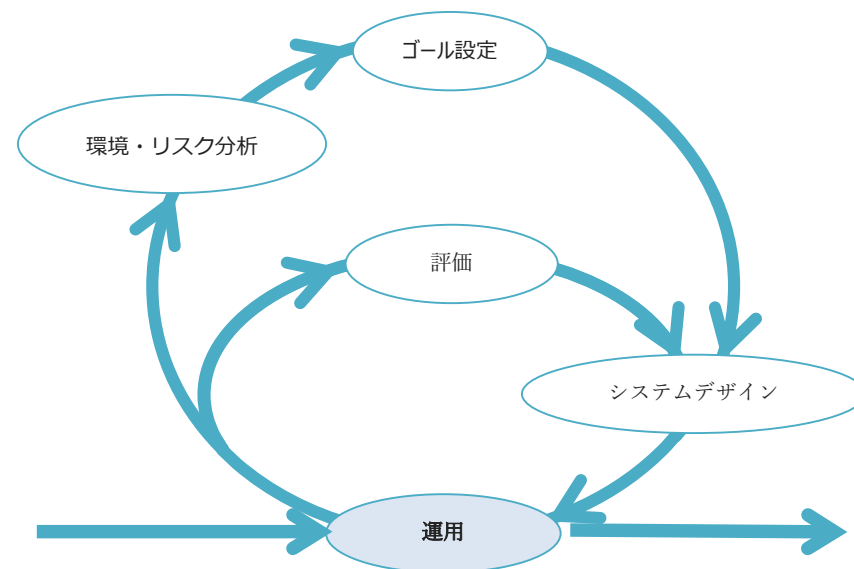 ゴール設定
環境・リスク分析
評価
システムデザイン
運用